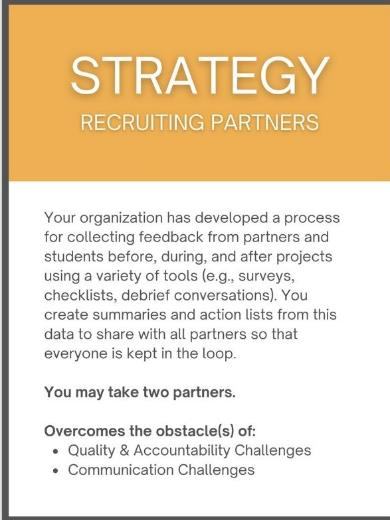 STRATEGY
RECRUITING PARTNERS
Your organization has developed a process
for collecting feedback from partners and
students before, during, and after projects
using a variety of tools (e.g., surveys,
checklists, debrief conversations). You
create summaries and action lists from this
data to share with all partners so that
everyone is kept in the loop.
You may take two partners.
Overcomes the obstacle(s) of:
• Quality & Accountability Challenges
• Communication Challenges